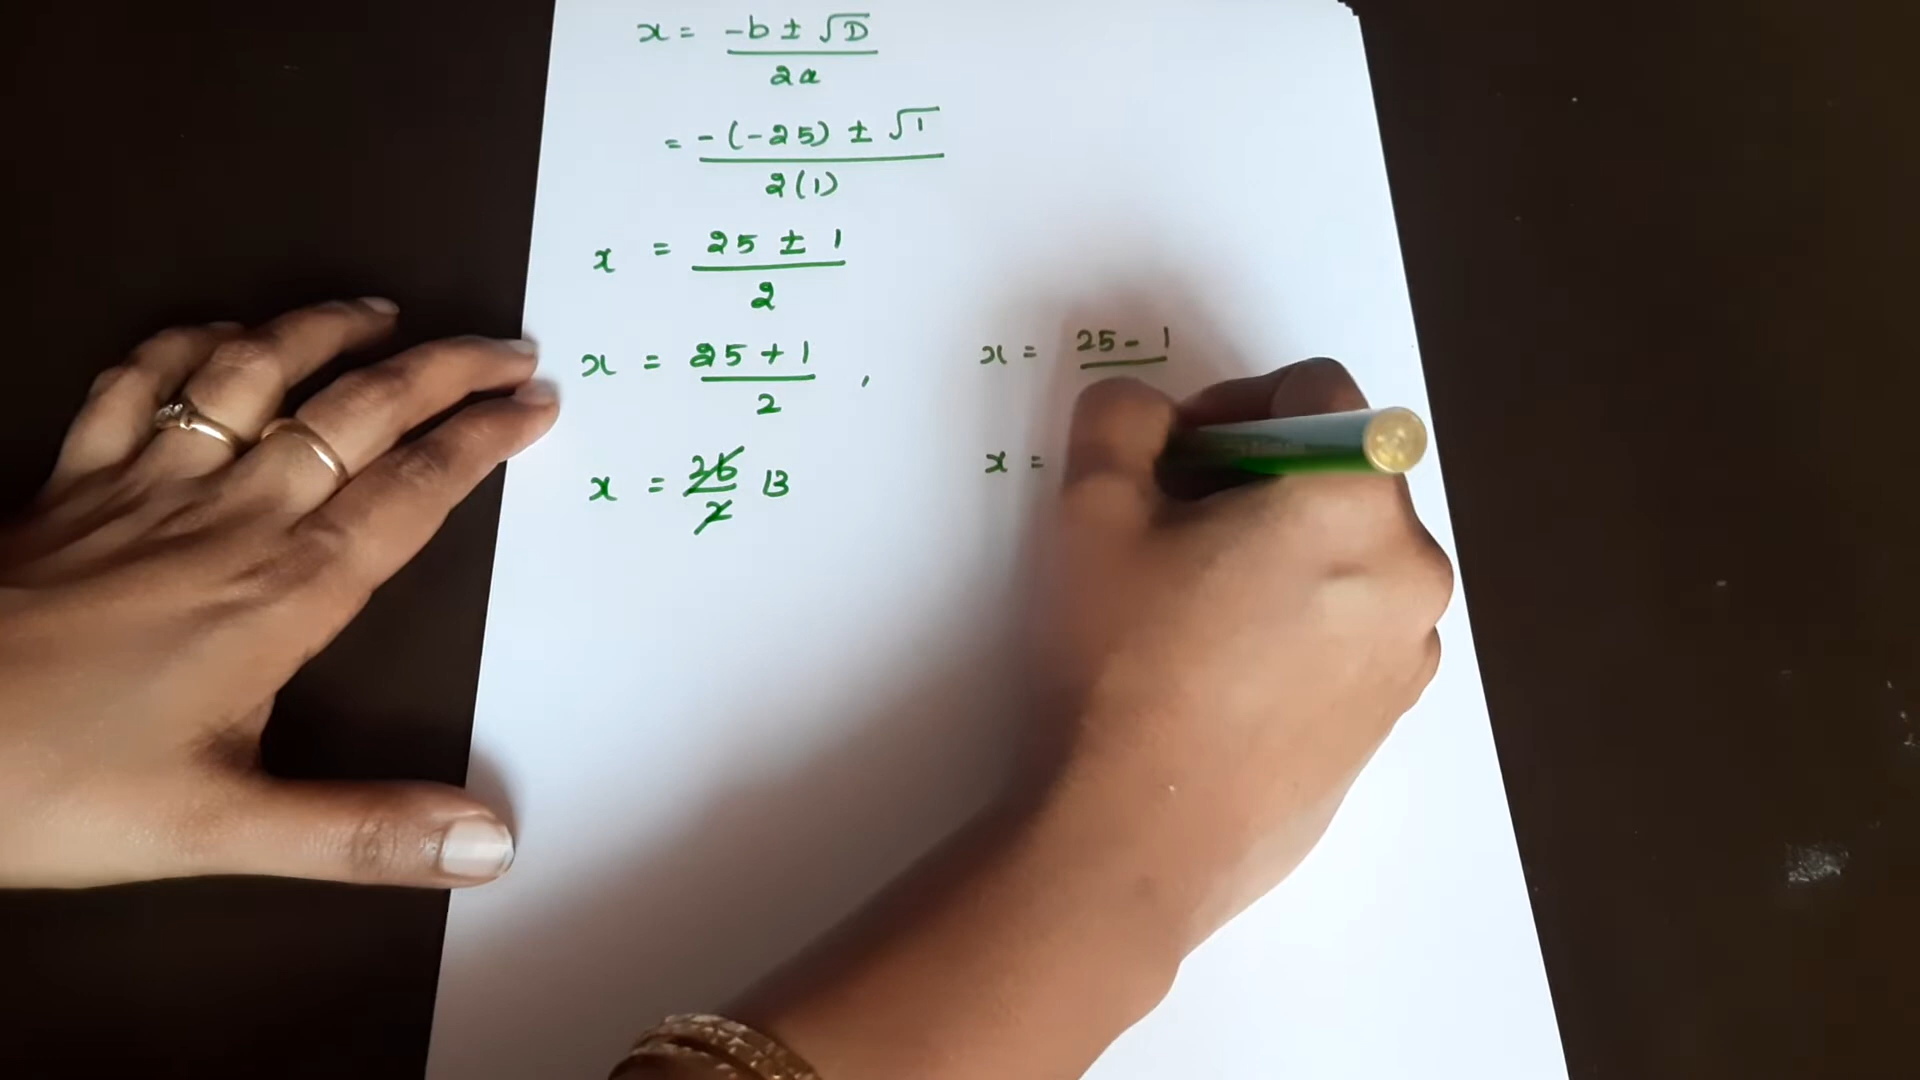 x = -b ± √D
2a
= -(-25) ± √1
2(1)
x = 25 ± 1
2
x = 25 + 1 , x = 25 - 1
2
x = 26 13 x =
2